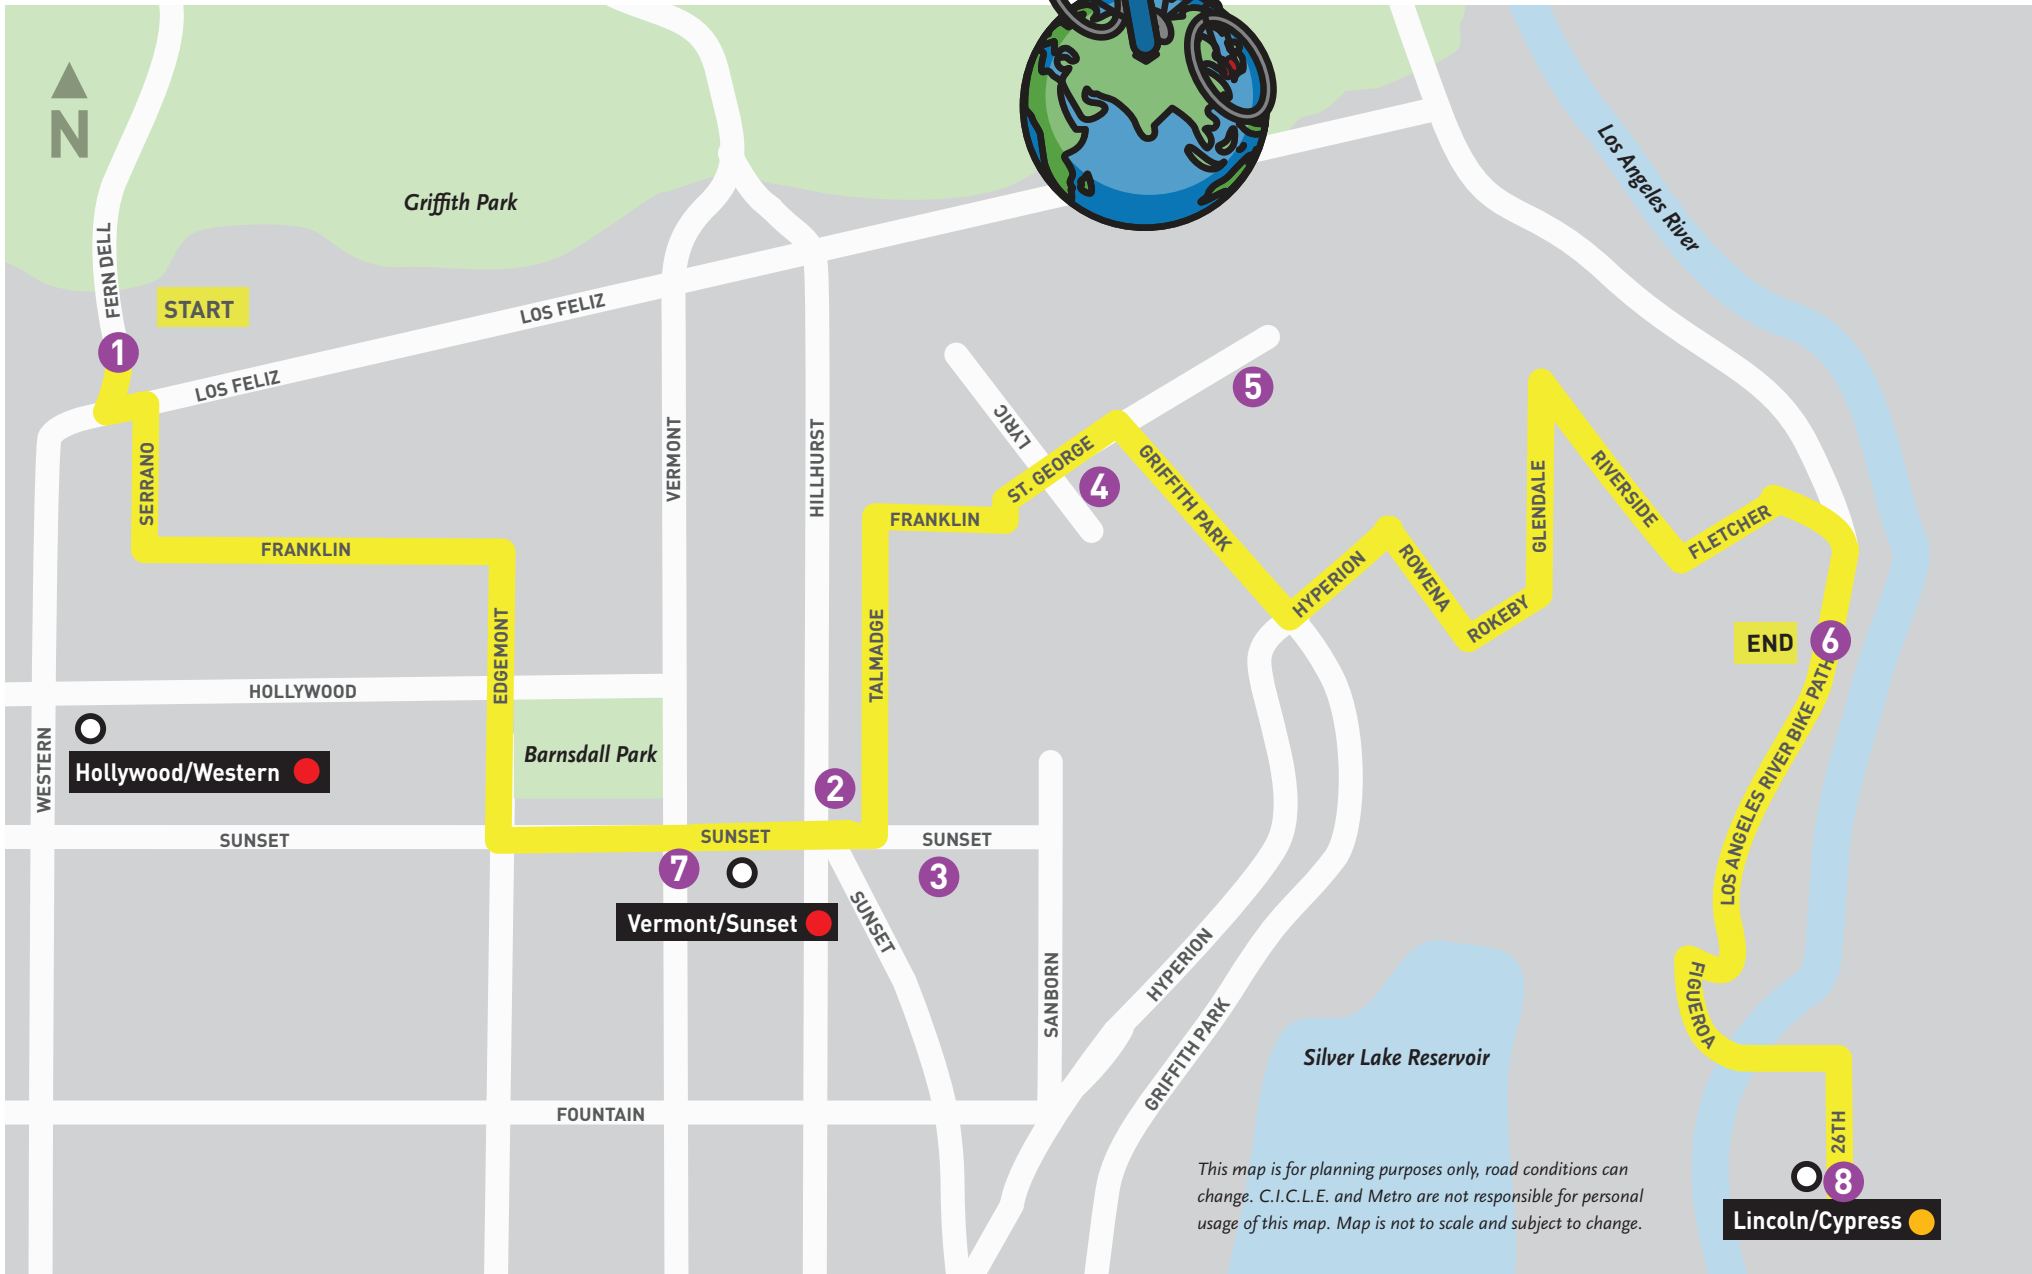 N
Griffith Park
Los Angeles River
FERN DELL
START
LOS FELIZ
1
LOS FELIZ
5
LYRIC
VERMONT
HILLHURST
SERRANO
ST. GEORGE
4
GRIFFITH PARK
GLENDALE
RIVERSIDE
FRANKLIN
FLETCHER
FRANKLIN
HYPERION
ROWENA
ROKEBY
EDGEMONT
TALMADGE
END
6
HOLLYWOOD
WESTERN
Hollywood/Western
Barnsdall Park
2
LOS ANGELES RIVER BIKE PATH
SUNSET
SUNSET
SUNSET
7
3
Vermont/Sunset
SUNSET
SANBORN
HYPERION
GRIFFITH PARK
FIGUEROA
Silver Lake Reservoir
FOUNTAIN
26TH
This map is for planning purposes only, road conditions can
change. C.I.C.L.E. and Metro are not responsible for personal
usage of this map. Map is not to scale and subject to change.
8
Lincoln/Cypress